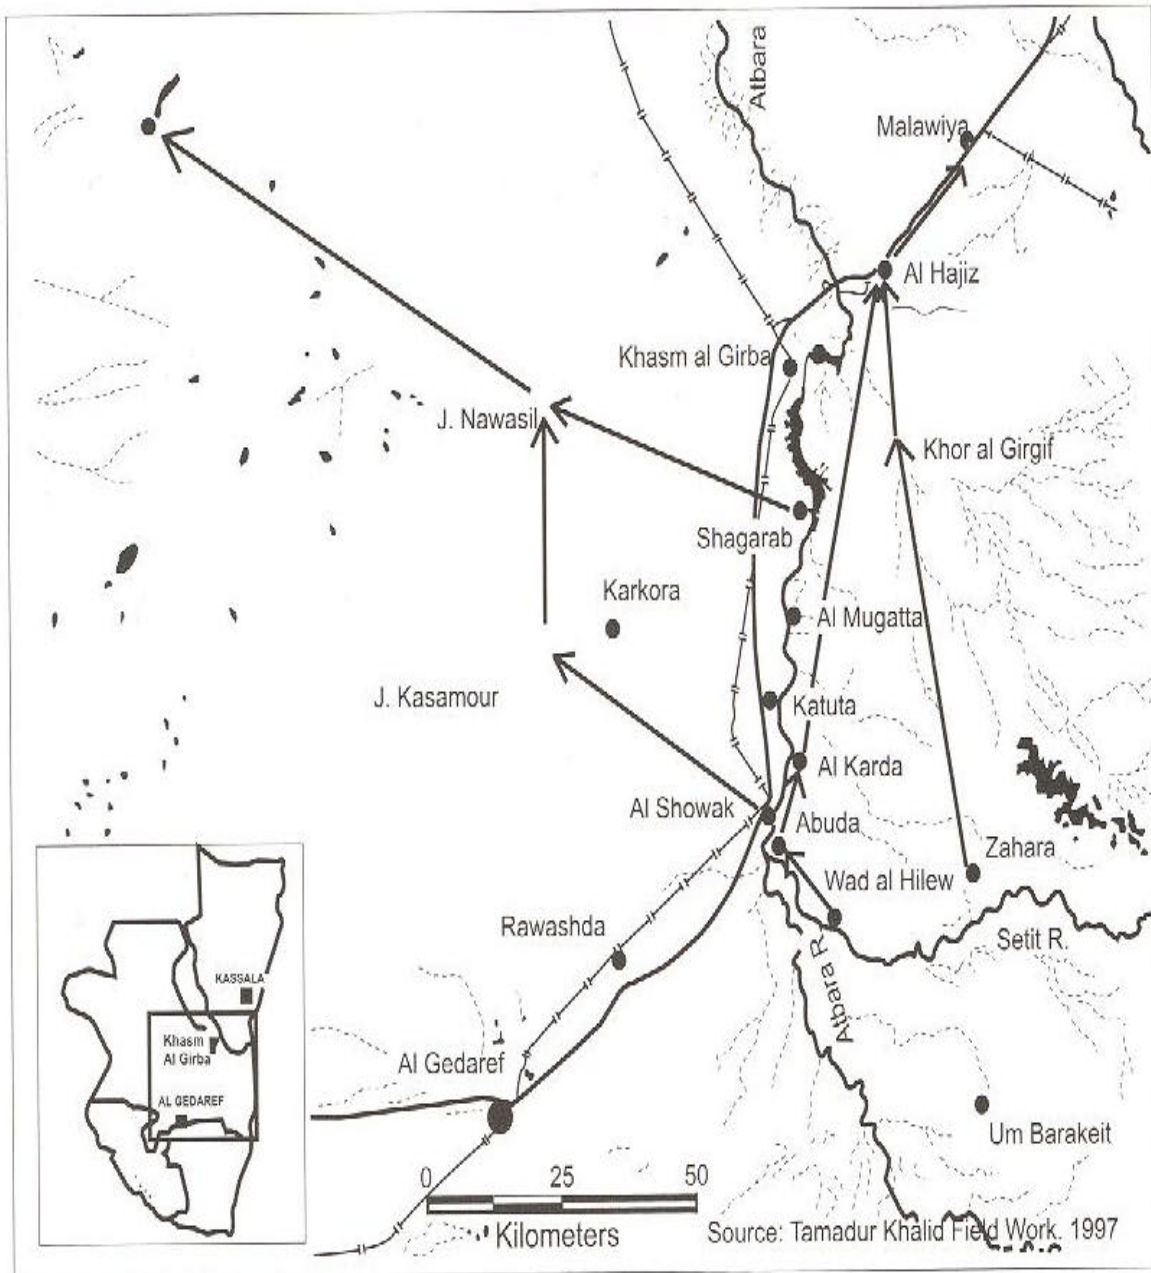 Atbara
Malawiya
Al Hajiz
Khasm al Girba
J. Nawasil
Khor al Girgif
Shagarab
Karkora
Al Mugatta
J. Kasamour
Katuta
Al Karda
Al Showak
Abuda
Zahara
Wad al Hilew
Rawashda
Setit R.
Atbara R.
KASSALA
Khasm
Al Girba
AL GEDAREF
Al Gedaref
Um Barakeit
0 25 50
Kilometers
Source: Tamadur Khalid Field Work. 1997